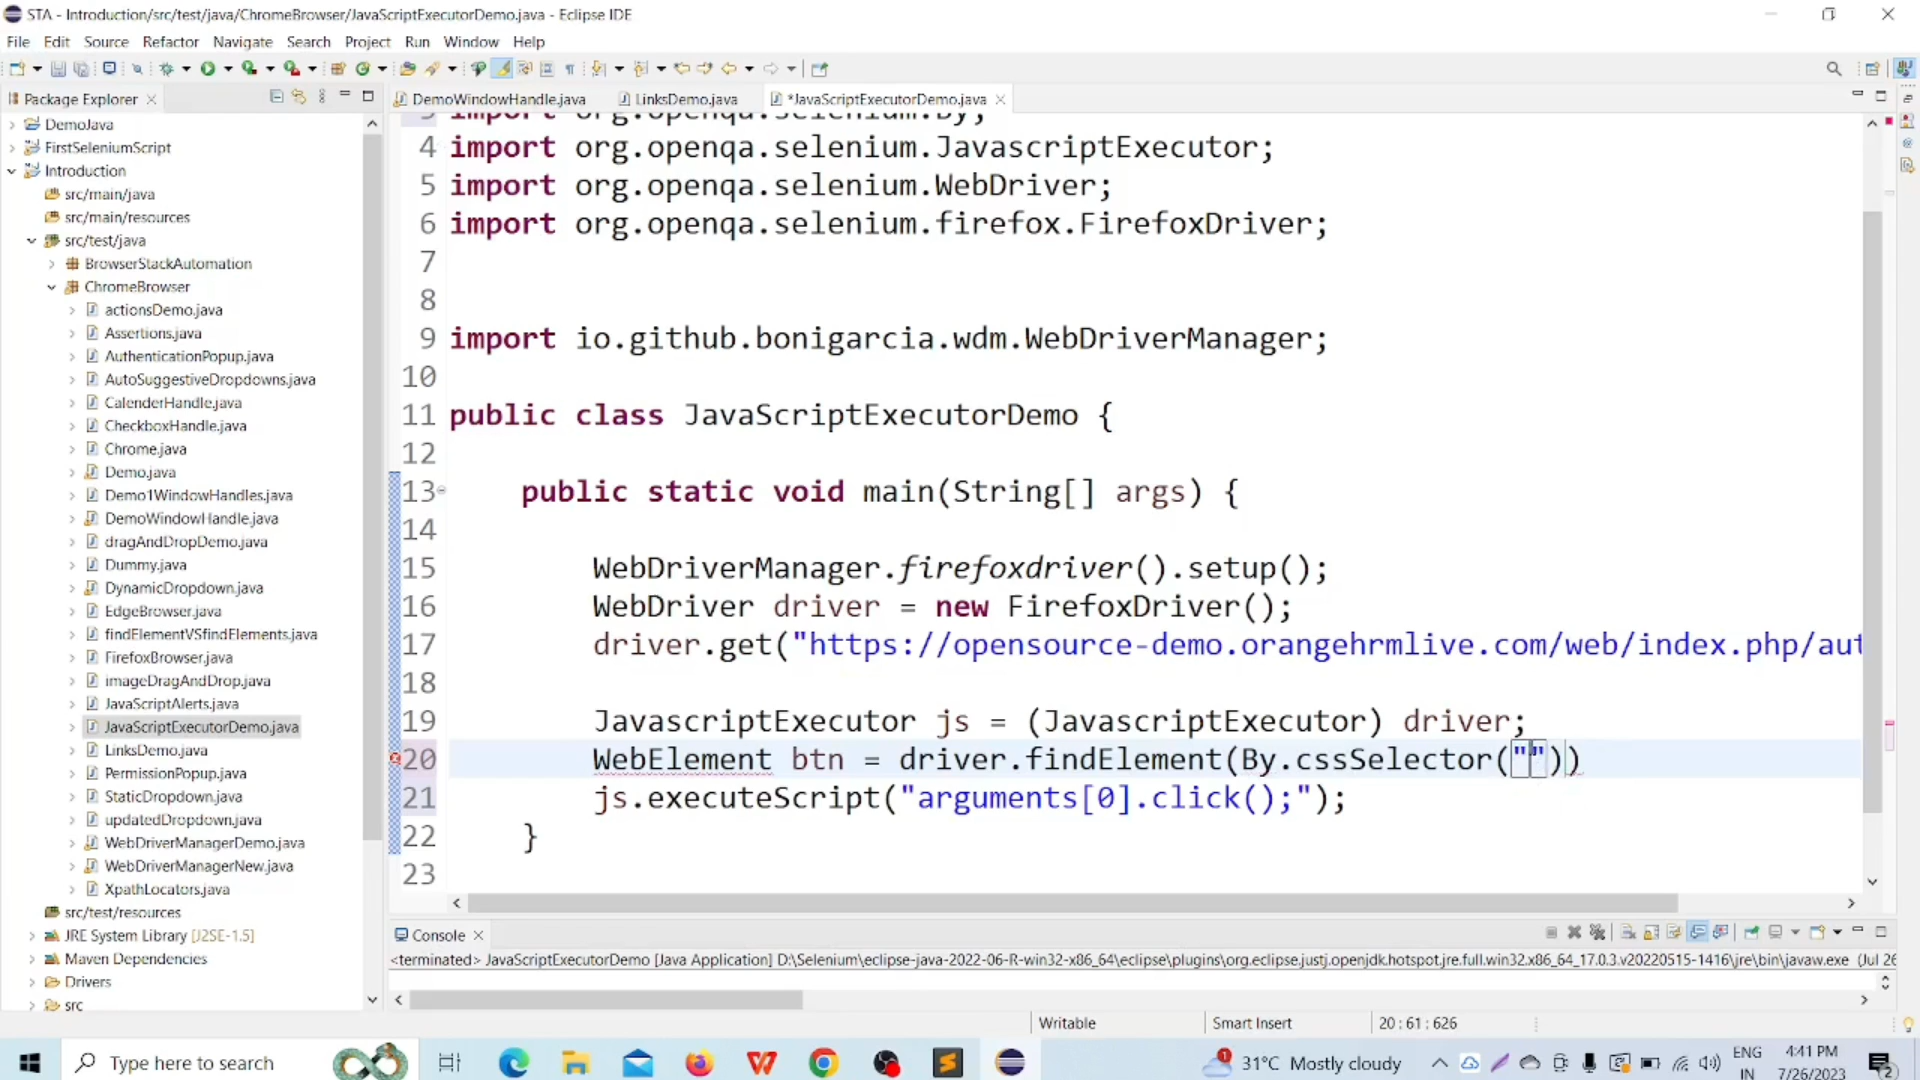 STA - Introduction/src/test/java/ChromeBrowser/JavaScriptExecutorDemo.java - Eclipse IDE
File Edit Source Refactor Navigate Search Project Run Window Help
Package Explorer
DemoWindowHandle.java LinksDemo.java *JavaScriptExecutorDemo.java
DemoJava
FirstSeleniumScript
Introduction
src/main/java
src/main/resources
src/test/java
BrowserStackAutomation
ChromeBrowser
actionsDemo.java
Assertions.java
AuthenticationPopup.java
AutoSuggestiveDropdowns.java
CalenderHandle.java
CheckboxHandle.java
Chrome.java
Demo.java
Demo1WindowHandles.java
DemoWindowHandle.java
dragAndDropDemo.java
Dummy.java
DynamicDropdown.java
EdgeBrowser.java
findElementVSfindElements.java
FirefoxBrowser.java
imageDragAndDrop.java
JavaScriptAlerts.java
JavaScriptExecutorDemo.java
LinksDemo.java
PermissionPopup.java
StaticDropdown.java
updatedDropdown.java
WebDriverManagerDemo.java
WebDriverManagerNew.java
XpathLocators.java
src/test/resources
JRE System Library [J2SE-1.5]
Maven Dependencies
Drivers
src
3 import org.openqa.selenium.By;
4 import org.openqa.selenium.JavascriptExecutor;
5 import org.openqa.selenium.WebDriver;
6 import org.openqa.selenium.firefox.FirefoxDriver;
7
8
9 import io.github.bonigarcia.wdm.WebDriverManager;
10
11 public class JavaScriptExecutorDemo {
12
13 public static void main(String[] args) {
14
15 WebDriverManager.firefoxdriver().setup();
16 WebDriver driver = new FirefoxDriver();
17 driver.get("https://opensource-demo.orangehrmlive.com/web/index.php/aut
18
19 JavascriptExecutor js = (JavascriptExecutor) driver;
20 WebElement btn = driver.findElement(By.cssSelector(""))
21 js.executeScript("arguments[0].click();");
22 }
23
Console
<terminated> JavaScriptExecutorDemo [Java Application] D:\Selenium\eclipse-java-2022-06-R-win32-x86_64\eclipse\plugins\org.eclipse.justj.openjdk.hotspot.jre.full.win32.x86_64_17.0.3.v20220515-1416\jre\bin\javaw.exe (Jul 26
Writable Smart Insert 20 : 61 : 626
Type here to search
1 31°C Mostly cloudy
ENG
IN
4:41 PM
7/26/2023
2